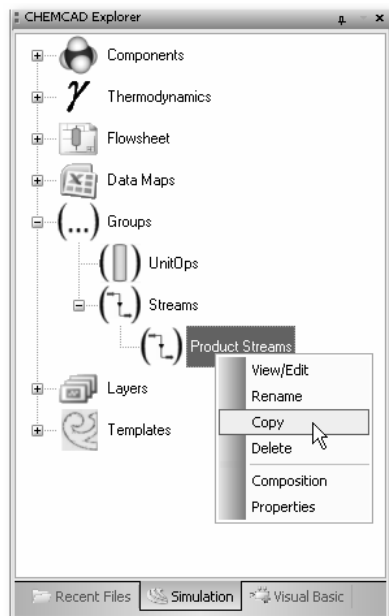 CHEMCAD Explorer
Components
γ Thermodynamics
Flowsheet
Data Maps
(...) Groups
UnitOps
Streams
Product Streams
View/Edit
Rename
Copy
Delete
Composition
Properties
Layers
Templates
Recent Files Simulation Visual Basic